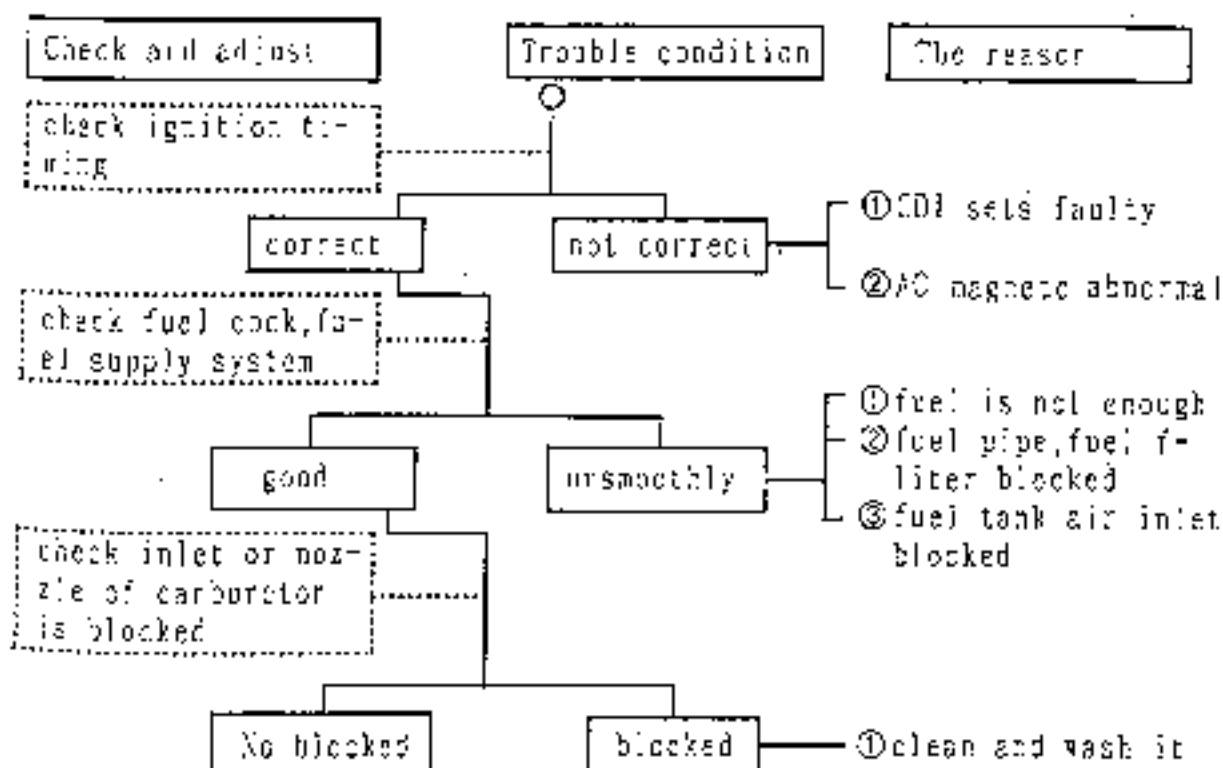 Check and adjust
Trouble condition
The reason
check ignition ti-
ming
correct
not correct
①CDI sets faulty
②AC magneto abnormal
check fuel cock,fu-
el supply system
good
unsmoothly
①fuel is not enough
②fuel pipe,fuel f-
liter blocked
③fuel tank air inlet
blocked
check inlet or noz-
zle of carburetor
is blocked
No blocked
blocked
①clean and wash it